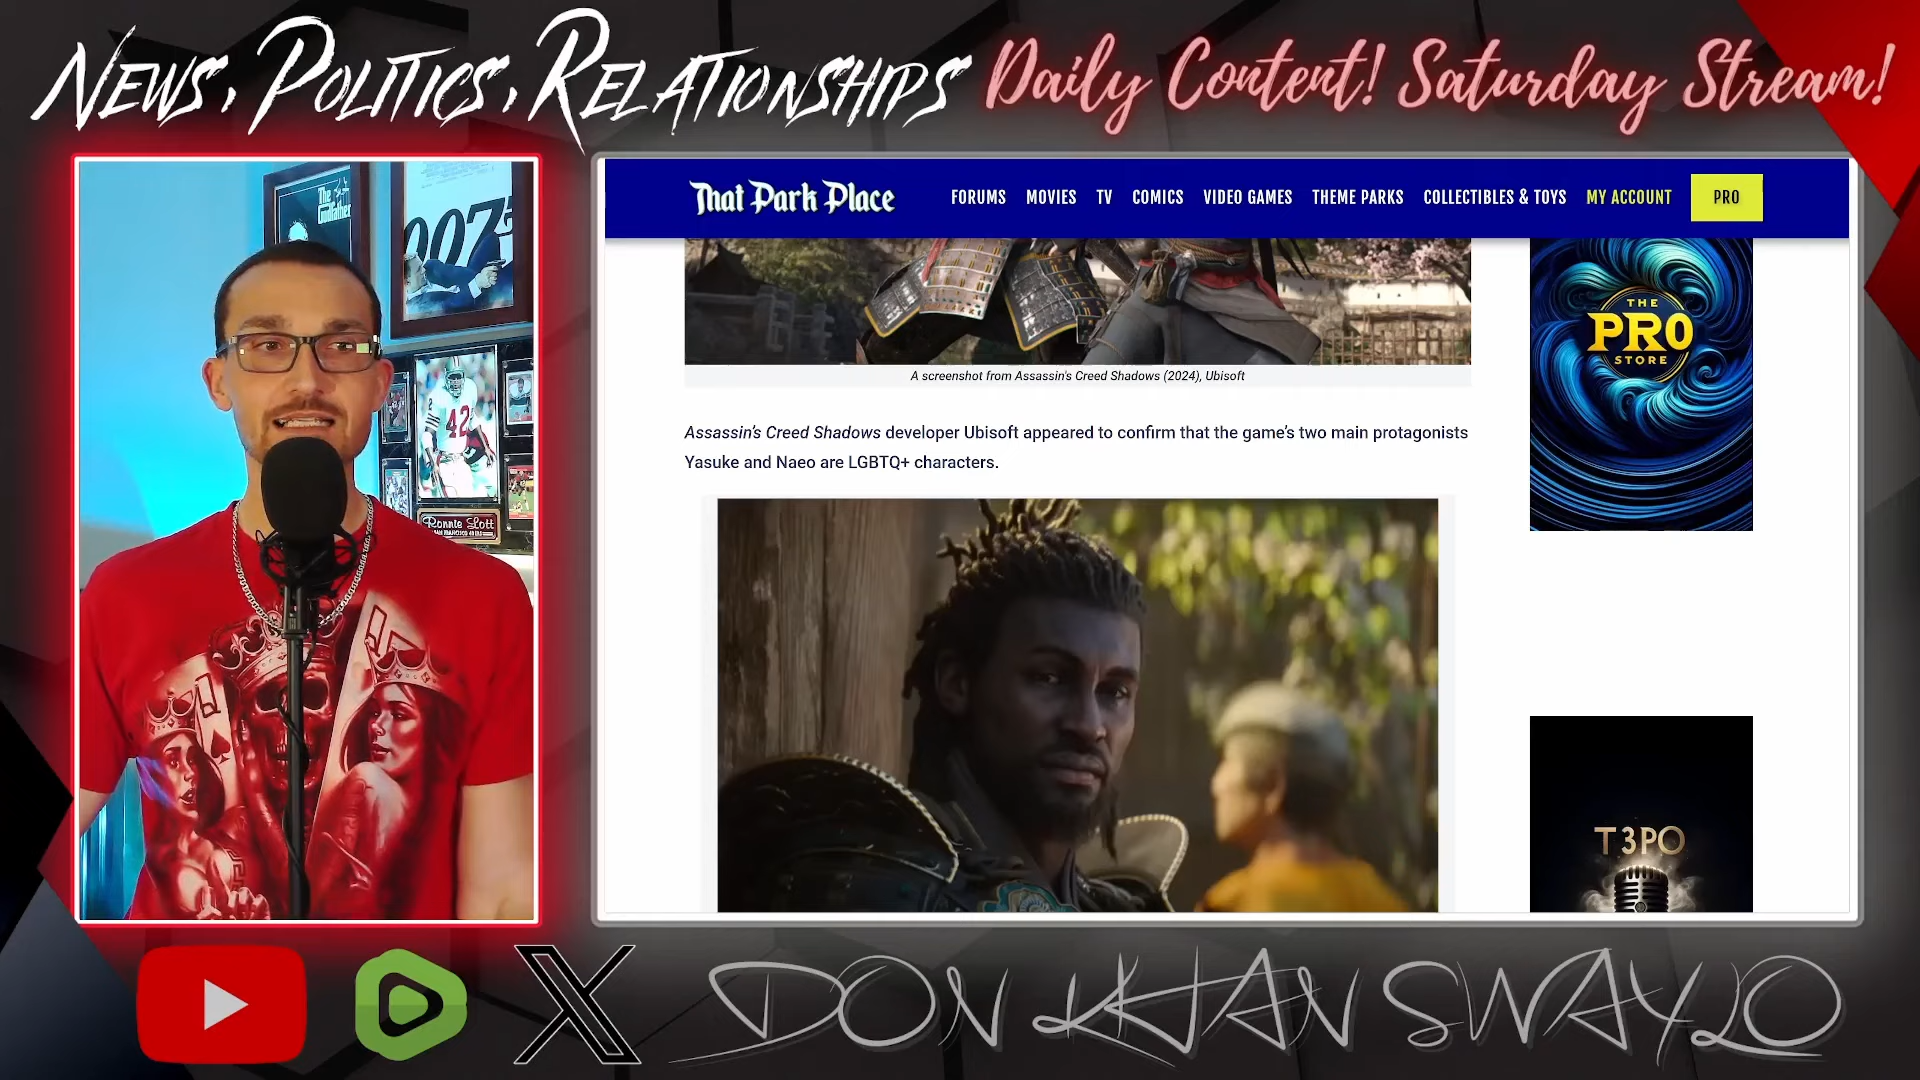 NEWS, POLITICS, RELATIONSHIPS
Daily Content! Saturday Stream!
The
Godfather
007
42
Ronnie Lott
SAN FRANCISCO 49ERS
Q
That Park Place
FORUMS MOVIES TV COMICS VIDEO GAMES THEME PARKS COLLECTIBLES & TOYS MY ACCOUNT PRO
A screenshot from Assassin's Creed Shadows (2024), Ubisoft
Assassin's Creed Shadows developer Ubisoft appeared to confirm that the game's two main protagonists
Yasuke and Naeo are LGBTQ+ characters.
THE
PRO
STORE
T3PO
X
DON KHAN SWAYLO